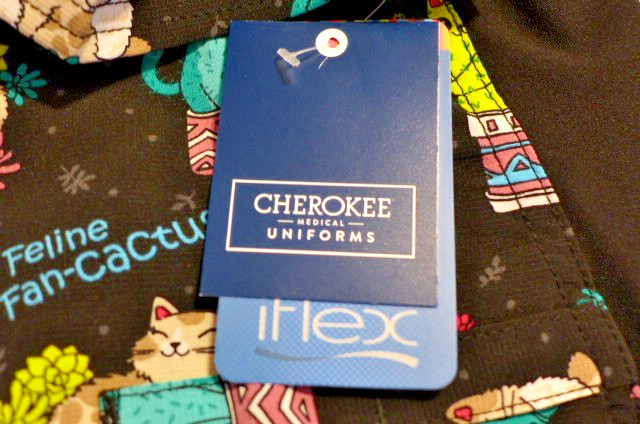 CHEROKEE
MEDICAL
UNIFORMS
iflex
Feline
Fan-Cactus